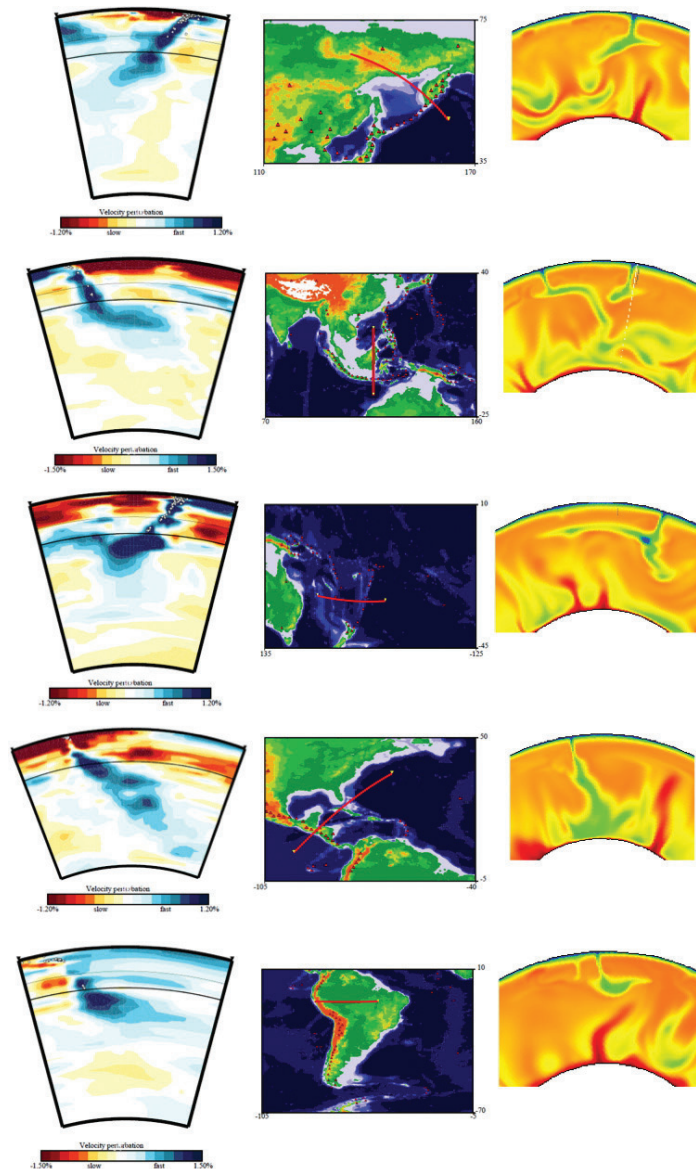 75
35
110
170
Velocity perturbation
-1.20%
slow
fast
1.20%
40
-25
70
160
Velocity perturbation
-1.50%
slow
fast
1.50%
10
-45
135
-125
Velocity perturbation
-1.20%
slow
fast
1.20%
50
-5
-105
-40
Velocity perturbation
-1.20%
slow
fast
1.20%
10
-70
-105
-5
Velocity perturbation
-1.50%
slow
fast
1.50%